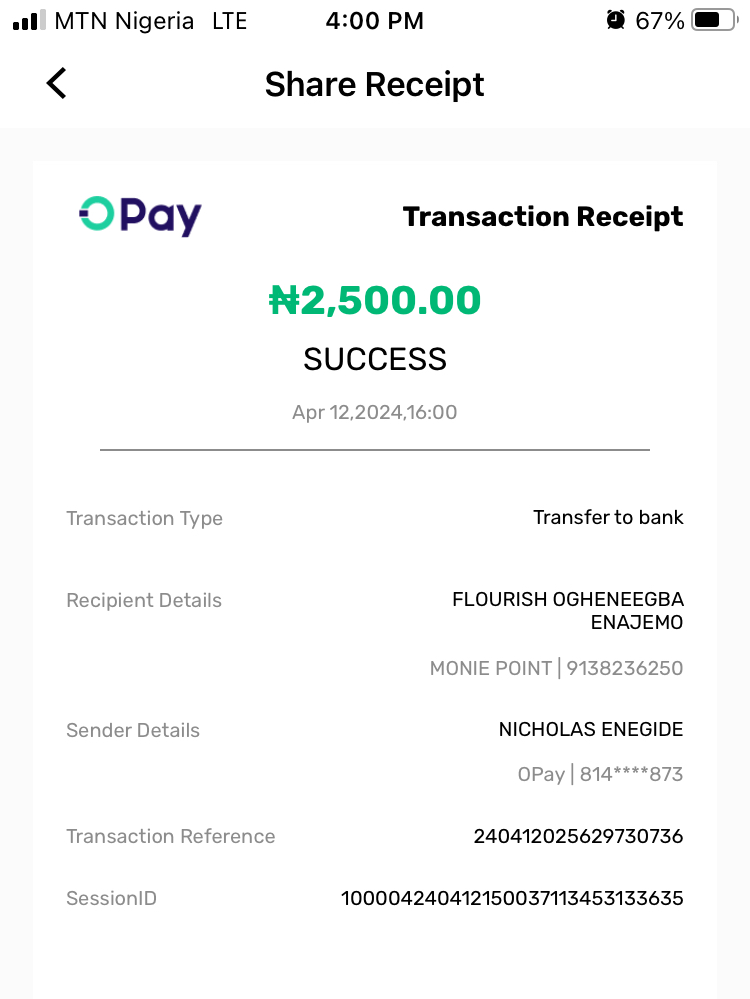 MTN Nigeria LTE 4:00 PM 67%
Share Receipt
OPay Transaction Receipt
₦2,500.00
SUCCESS
Apr 12,2024,16:00
Transaction Type Transfer to bank
Recipient Details FLOURISH OGHENEEGBA
ENAJEMO
MONIE POINT | 9138236250
Sender Details NICHOLAS ENEGIDE
OPay | 814****873
Transaction Reference 240412025629730736
SessionID 100004240412150037113453133635